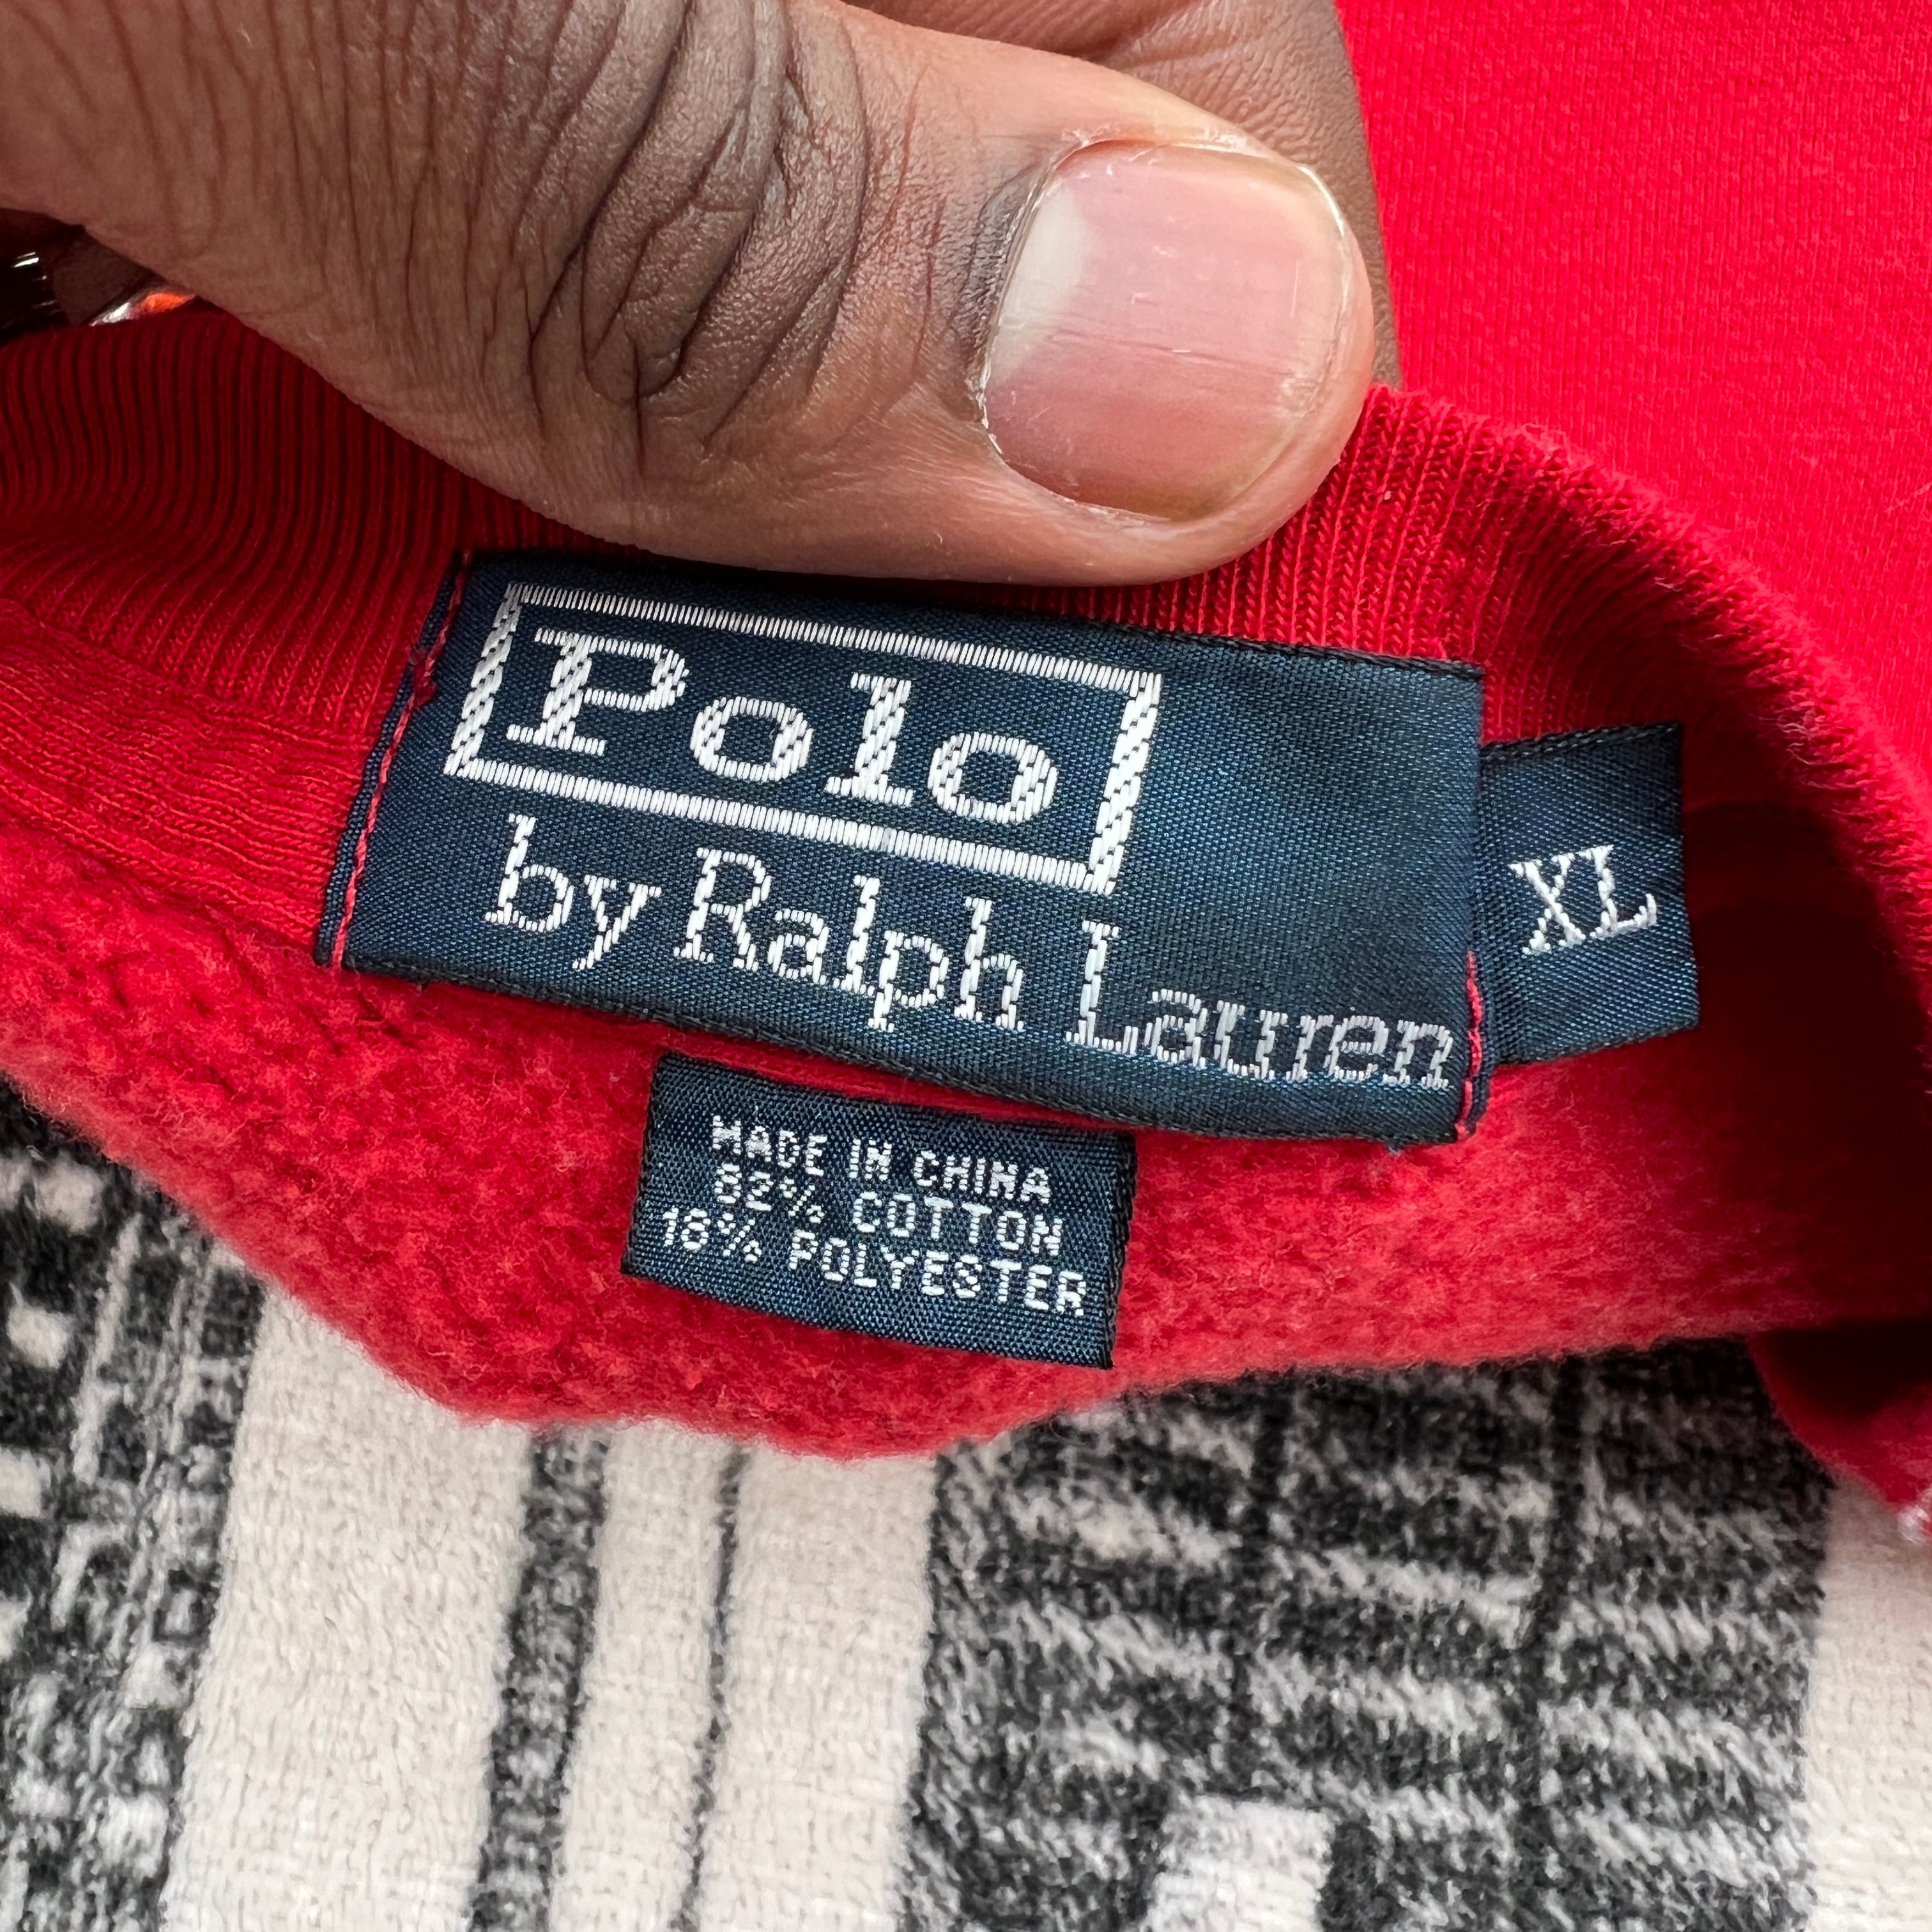 Polo
by Ralph Lauren
XL
MADE IN CHINA
82% COTTON
18% POLYESTER